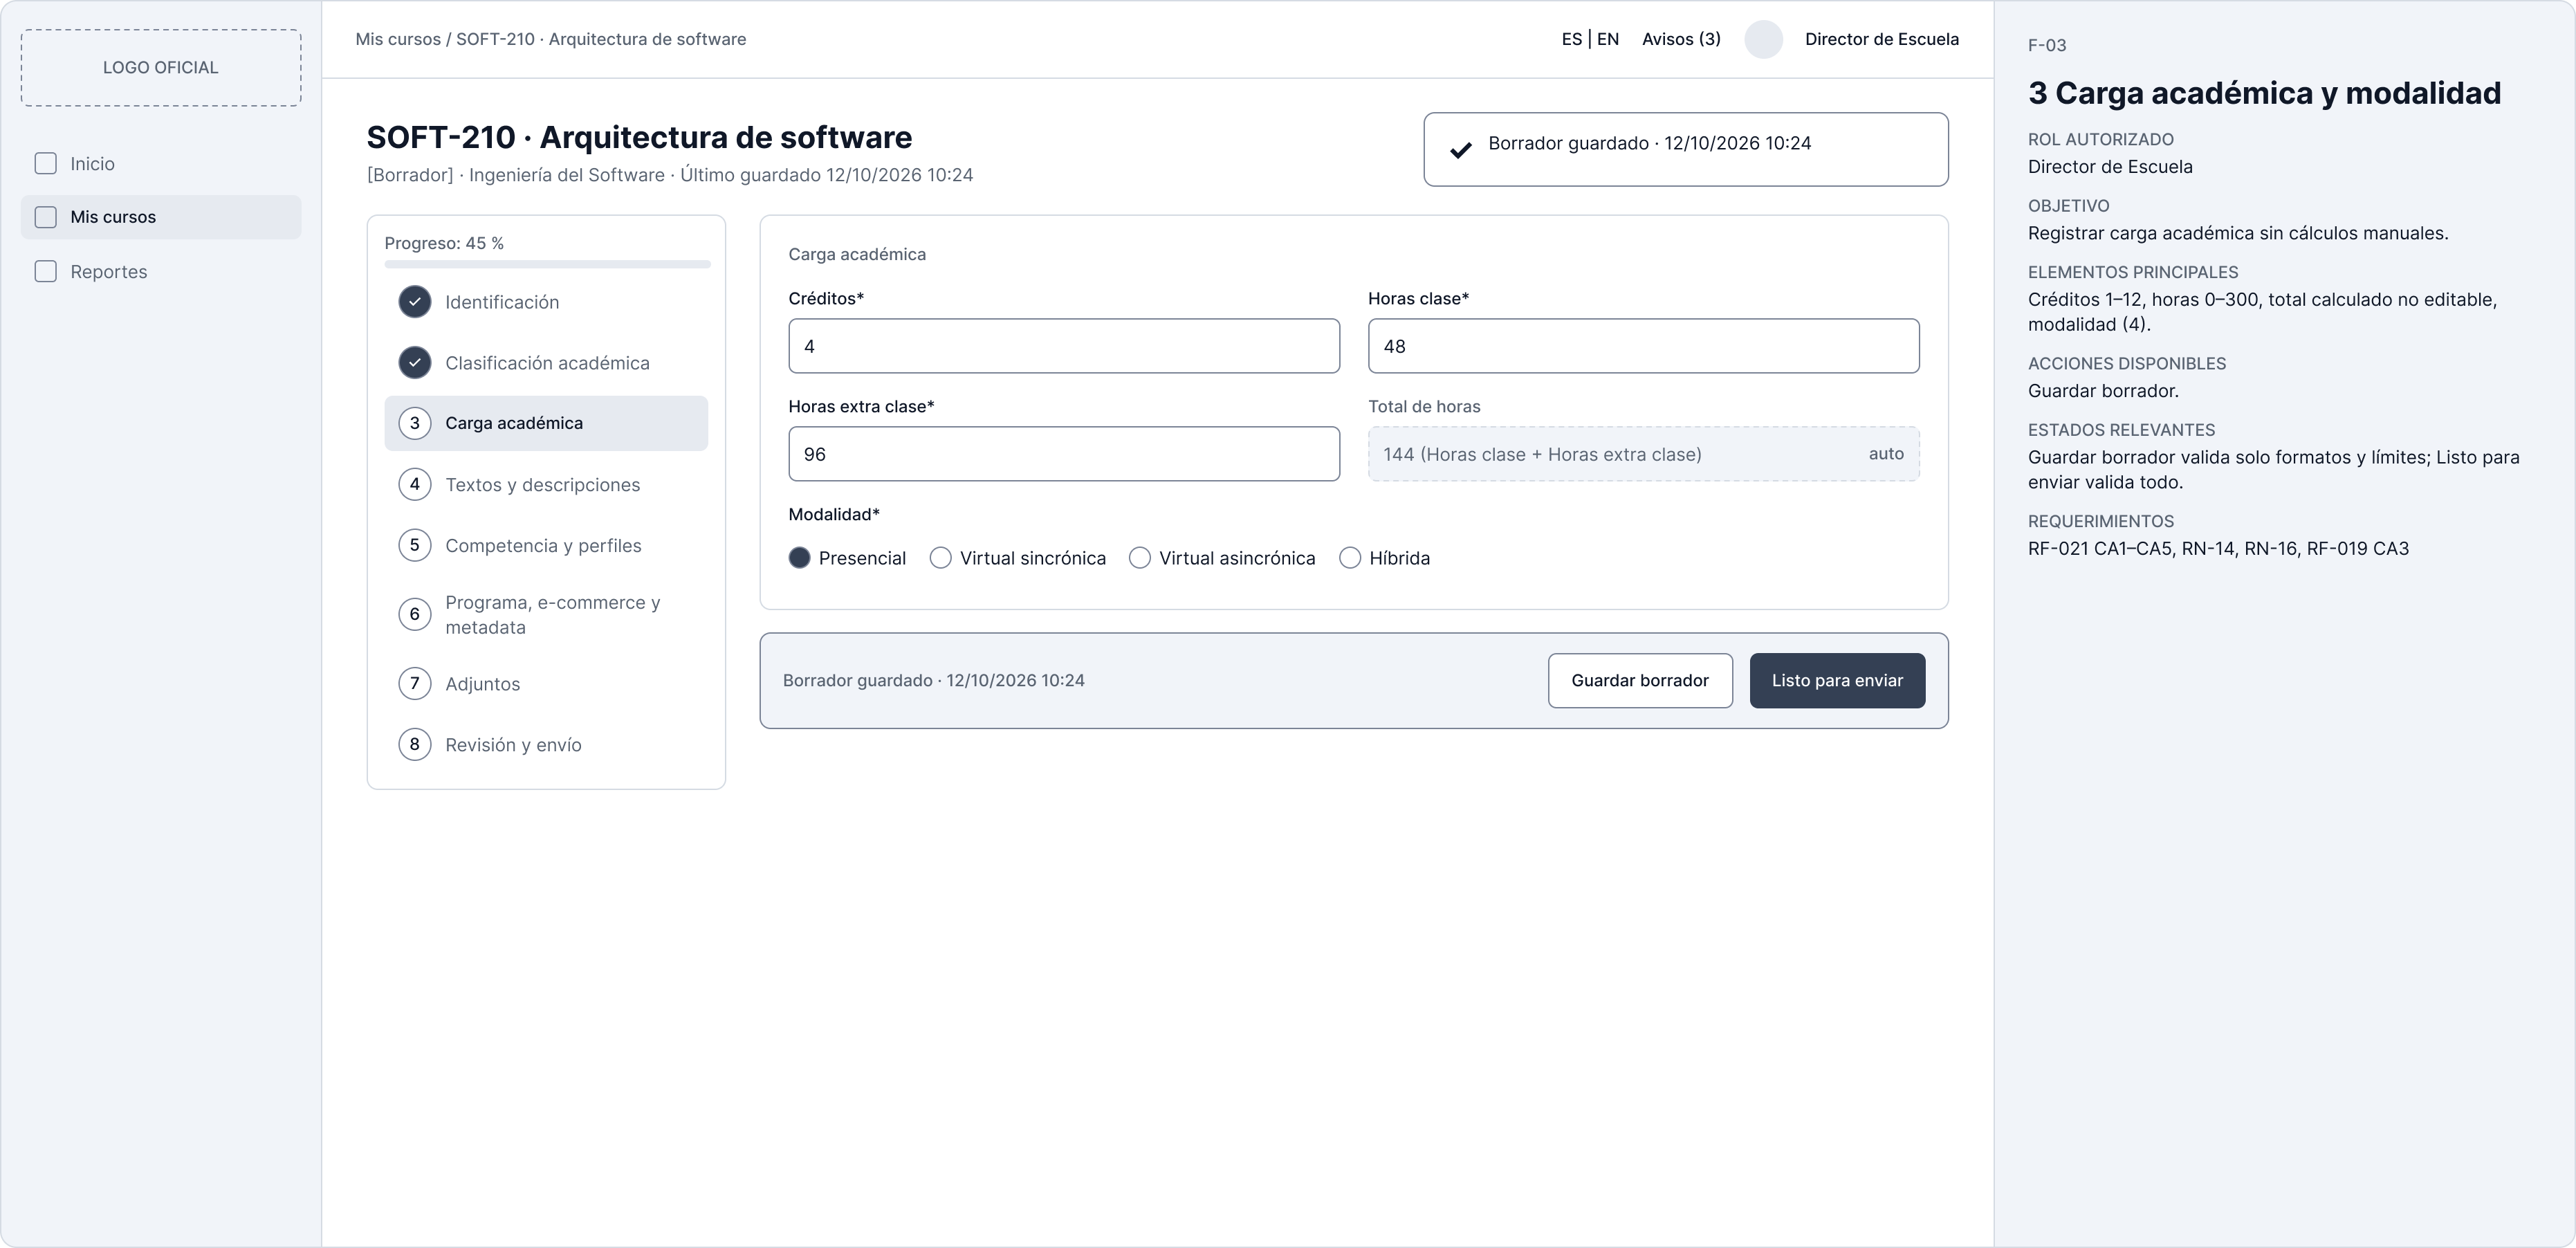 LOGO OFICIAL
Inicio
Mis cursos
Reportes
Mis cursos / SOFT-210 · Arquitectura de software
ES | EN
Avisos (3)
Director de Escuela
SOFT-210 · Arquitectura de software
[Borrador] · Ingeniería del Software · Último guardado 12/10/2026 10:24
Borrador guardado · 12/10/2026 10:24
Progreso: 45 %
Identificación
Clasificación académica
3 Carga académica
4 Textos y descripciones
5 Competencia y perfiles
6 Programa, e-commerce y
metadata
7 Adjuntos
8 Revisión y envío
Carga académica
Créditos*
4
Horas clase*
48
Horas extra clase*
96
Total de horas
144 (Horas clase + Horas extra clase)
auto
Modalidad*
Presencial
Virtual sincrónica
Virtual asincrónica
Híbrida
Borrador guardado · 12/10/2026 10:24
Guardar borrador
Listo para enviar
F-03
3 Carga académica y modalidad
ROL AUTORIZADO
Director de Escuela
OBJETIVO
Registrar carga académica sin cálculos manuales.
ELEMENTOS PRINCIPALES
Créditos 1–12, horas 0–300, total calculado no editable,
modalidad (4).
ACCIONES DISPONIBLES
Guardar borrador.
ESTADOS RELEVANTES
Guardar borrador valida solo formatos y límites; Listo para
enviar valida todo.
REQUERIMIENTOS
RF-021 CA1–CA5, RN-14, RN-16, RF-019 CA3